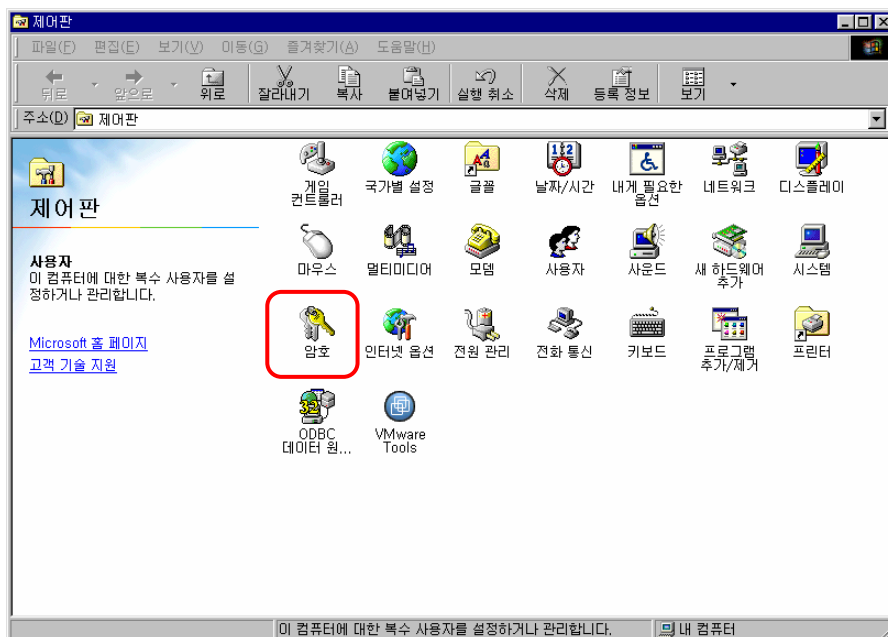 제어판
파일(F) 편집(E) 보기(V) 이동(G) 즐겨찾기(A) 도움말(H)
뒤로 앞으로 위로 잘라내기 복사 붙여넣기 실행 취소 삭제 등록 정보 보기
주소(D) 제어판
제어판
사용자
이 컴퓨터에 대한 복수 사용자를 설
정하거나 관리합니다.
Microsoft 홈 페이지
고객 기술 지원
게임
컨트롤러
국가별 설정
글꼴
날짜/시간
내게 필요한
옵션
네트워크
디스플레이
마우스
멀티미디어
모뎀
사용자
사운드
새 하드웨어
추가
시스템
암호
인터넷 옵션
전원 관리
전화 통신
키보드
프로그램
추가/제거
프린터
ODBC
데이터 원...
VMware
Tools
이 컴퓨터에 대한 복수 사용자를 설정하거나 관리합니다. 내 컴퓨터